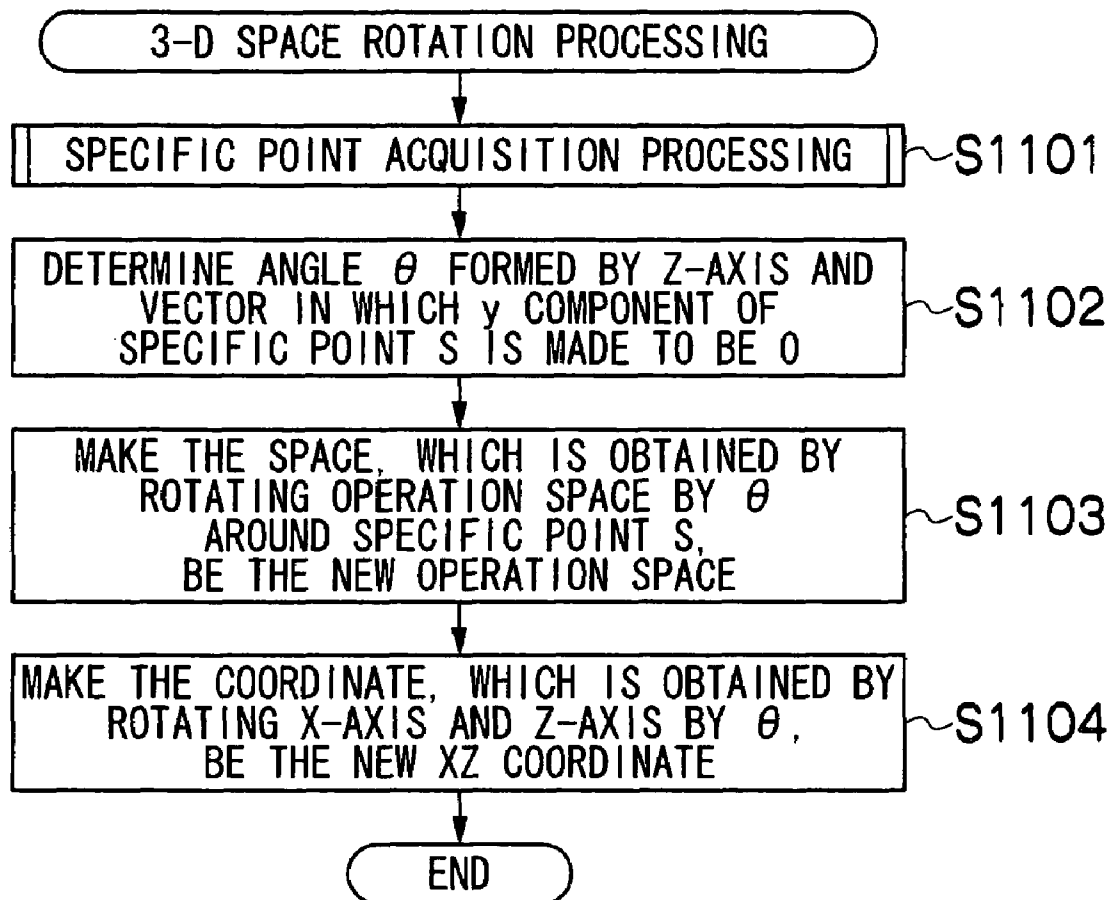 3-D SPACE ROTATION PROCESSING
SPECIFIC POINT ACQUISITION PROCESSING
S1101
DETERMINE ANGLE θ FORMED BY Z-AXIS AND
VECTOR IN WHICH y COMPONENT OF
SPECIFIC POINT S IS MADE TO BE 0
S1102
MAKE THE SPACE, WHICH IS OBTAINED BY
ROTATING OPERATION SPACE BY θ
AROUND SPECIFIC POINT S,
BE THE NEW OPERATION SPACE
S1103
MAKE THE COORDINATE, WHICH IS OBTAINED BY
ROTATING X-AXIS AND Z-AXIS BY θ,
BE THE NEW XZ COORDINATE
S1104
END